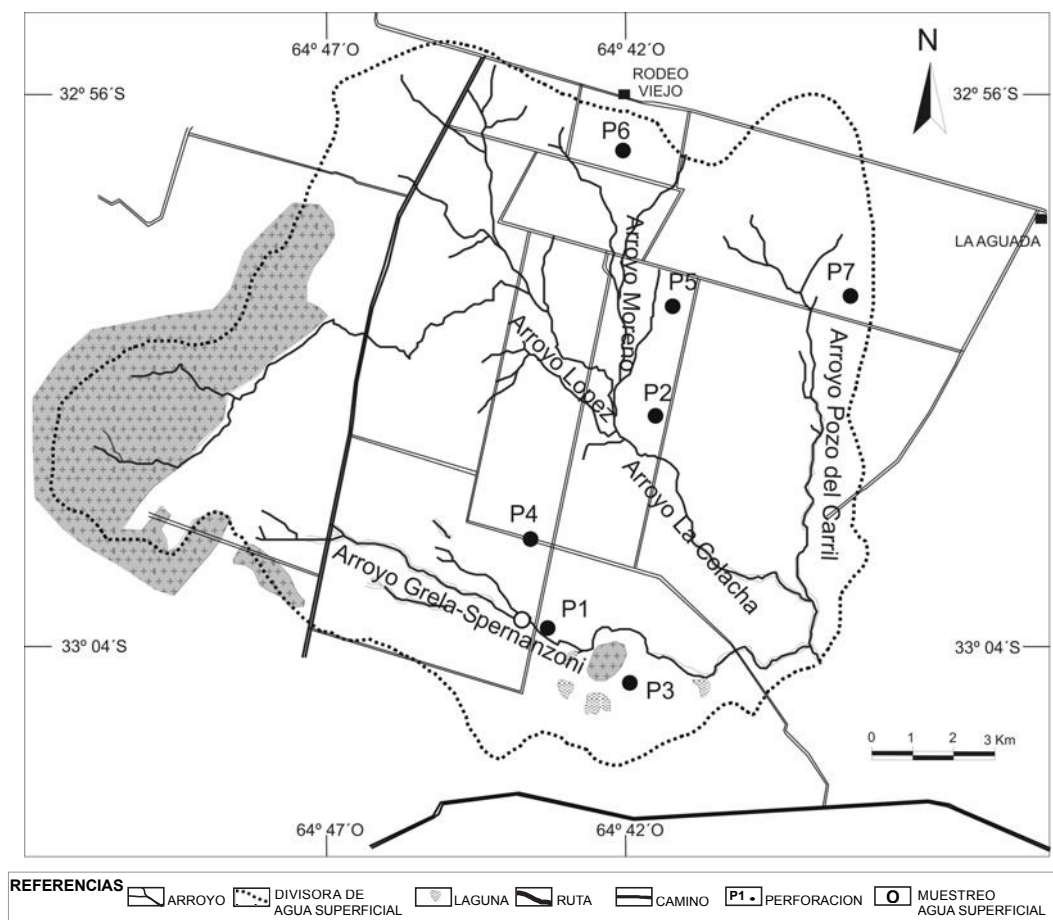 64º 47´O
64º 42´O
N
RODEO
VIEJO
32º 56´S
32º 56´S
P6
LA AGUADA
Arroyo Moreno
P7
P5
Arroyo Lopez
Arroyo Pozo del Carril
P2
Arroyo La Colacha
P4
Arroyo Grela-Spernanzoni
P1
33º 04´S
33º 04´S
P3
0 1 2 3 Km
64º 47´O
64º 42´O
REFERENCIAS
ARROYO
DIVISORA DE
AGUA SUPERFICIAL
LAGUNA
RUTA
CAMINO
P1
PERFORACION
O
MUESTREO
AGUA SUPERFICIAL